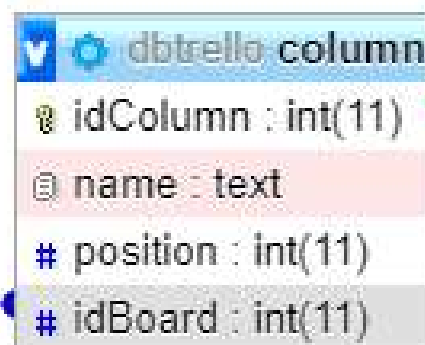 v dbtrello column
idColumn : int(11)
name : text
# position : int(11)
# idBoard : int(11)